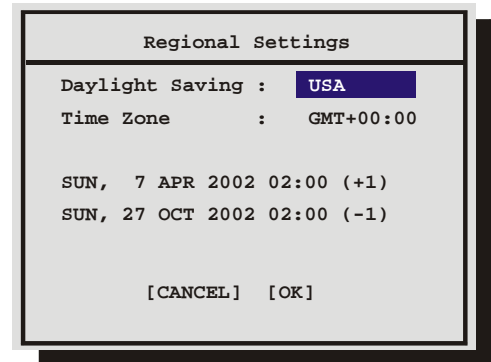 Regional Settings
Daylight Saving : USA
Time Zone : GMT+00:00
SUN, 7 APR 2002 02:00 (+1)
SUN, 27 OCT 2002 02:00 (-1)
[CANCEL] [OK]